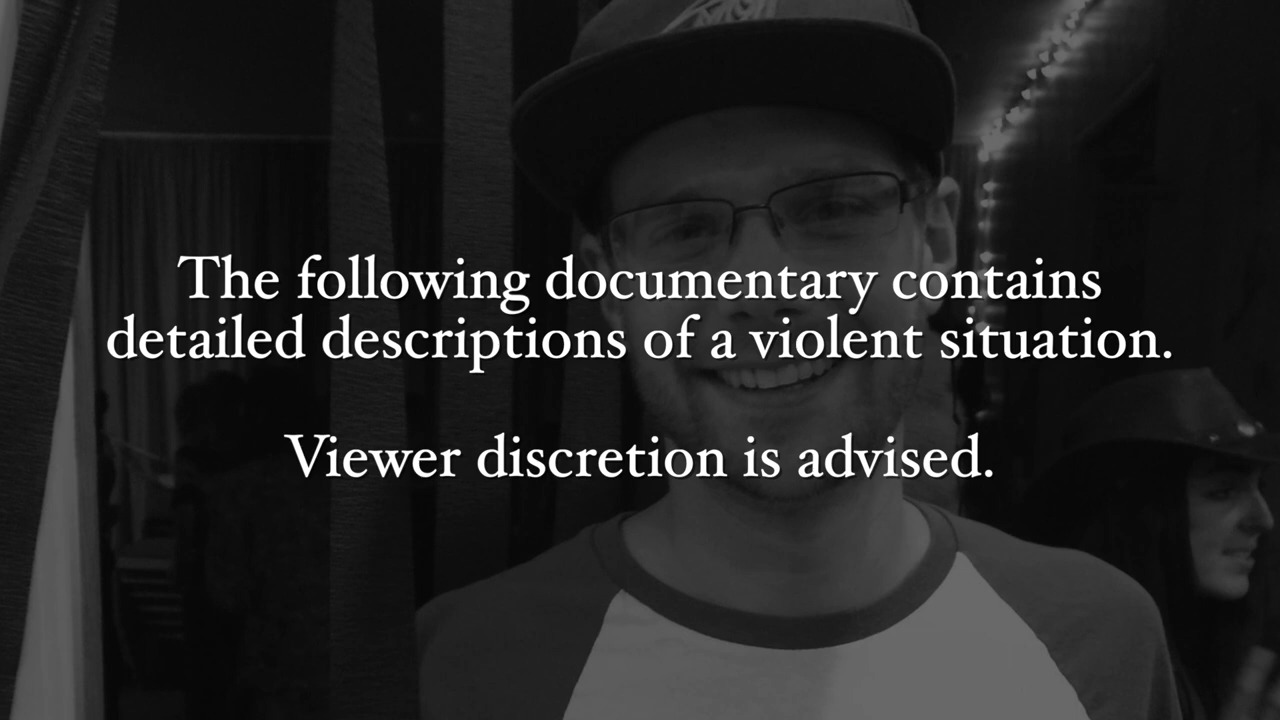 The following documentary contains
detailed descriptions of a violent situation.
Viewer discretion is advised.